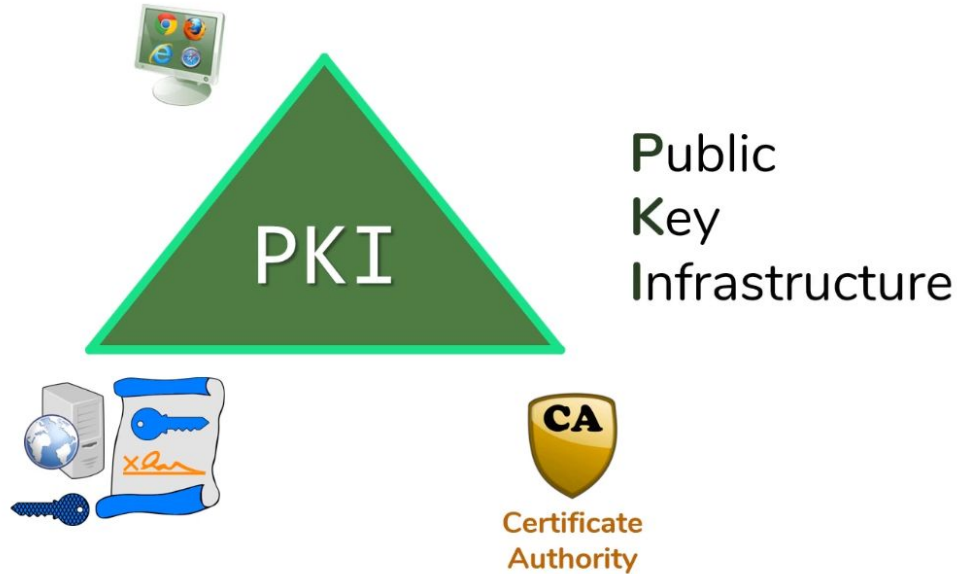 PKI
Public
Key
Infrastructure
CA
Certificate
Authority